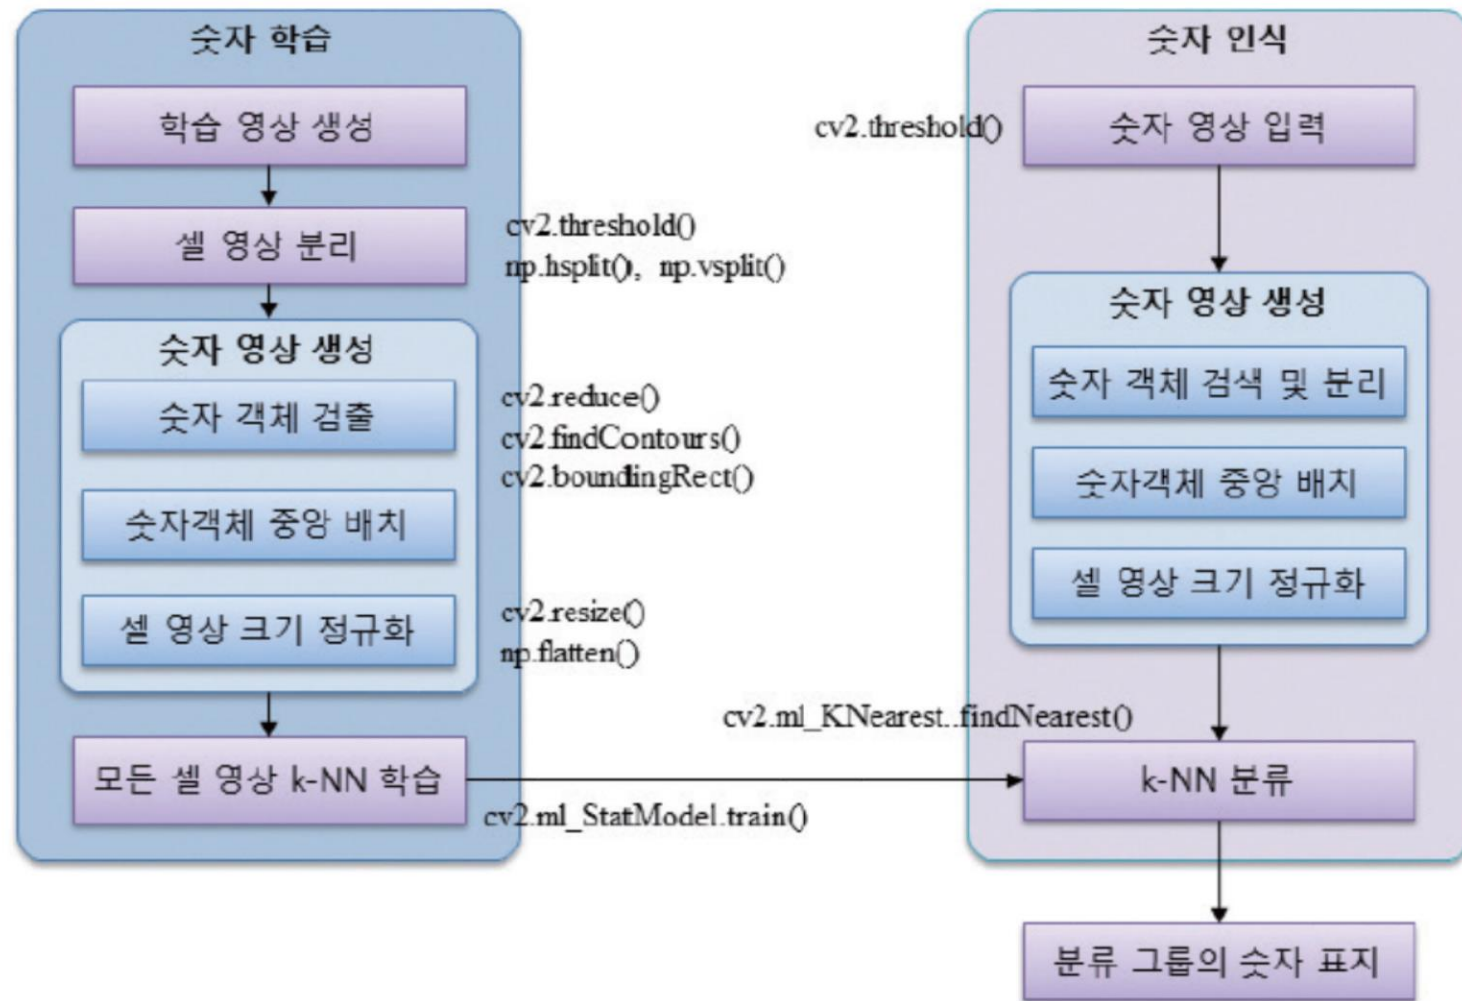 숫자 학습
학습 영상 생성
셀 영상 분리
cv2.threshold()
np.hsplit(), np.vsplit()
숫자 영상 생성
숫자 객체 검출
cv2.reduce()
cv2.findContours()
cv2.boundingRect()
숫자객체 중앙 배치
셀 영상 크기 정규화
cv2.resize()
np.flatten()
모든 셀 영상 k-NN 학습
cv2.ml_StatModel.train()
숫자 인식
cv2.threshold()
숫자 영상 입력
숫자 영상 생성
숫자 객체 검색 및 분리
숫자객체 중앙 배치
셀 영상 크기 정규화
cv2.ml_KNearest..findNearest()
k-NN 분류
분류 그룹의 숫자 표지